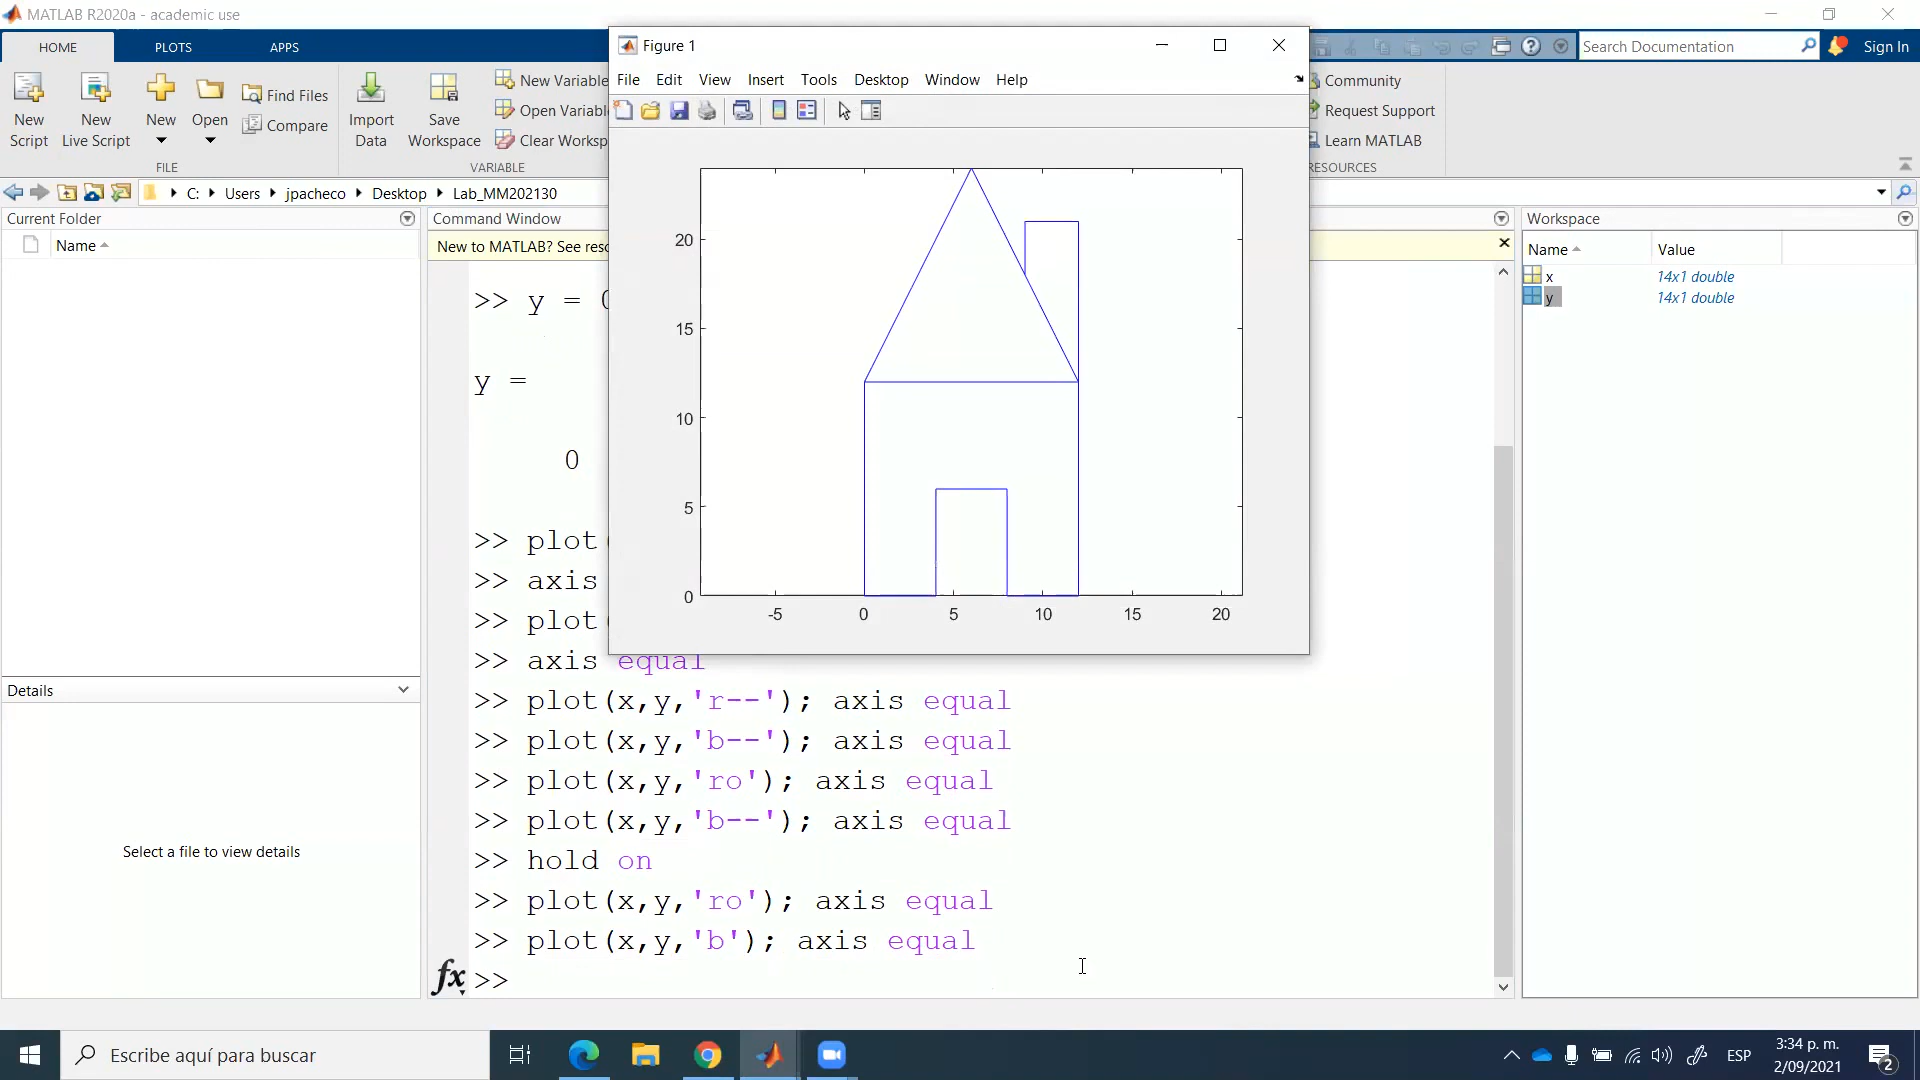 MATLAB R2020a - academic use
HOME PLOTS APPS
Search Documentation
Sign In
New Script
New Live Script
New
Open
Find Files
Compare
Import Data
Save Workspace
New Variable
Open Variabl
Clear Worksp
FILE
VARIABLE
Community
Request Support
Learn MATLAB
RESOURCES
C: Users jpacheco Desktop Lab_MM202130
Current Folder
Name
Details
Select a file to view details
Command Window
New to MATLAB? See
>> y =
y =
0
>> plot
>> axis
>> plot
>> axis equal
>> plot(x,y,'r--'); axis equal
>> plot(x,y,'b--'); axis equal
>> plot(x,y,'ro'); axis equal
>> plot(x,y,'b--'); axis equal
>> hold on
>> plot(x,y,'ro'); axis equal
>> plot(x,y,'b'); axis equal
fx >>
Figure 1
File Edit View Insert Tools Desktop Window Help
20
15
10
5
0
-5 0 5 10 15 20
Workspace
Name Value
x 14x1 double
y 14x1 double
Escribe aquí para buscar
ESP
3:34 p. m.
2/09/2021
2